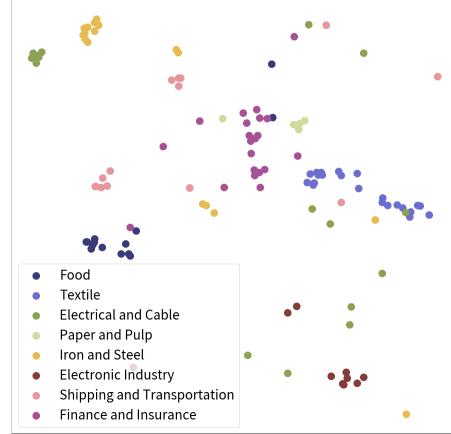 Food
Textile
Electrical and Cable
Paper and Pulp
Iron and Steel
Electronic Industry
Shipping and Transportation
Finance and Insurance